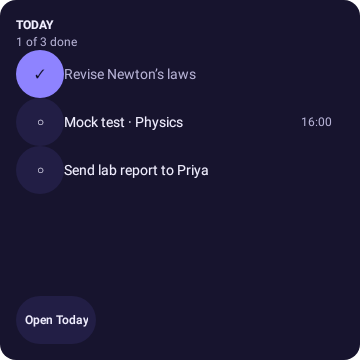 TODAY
1 of 3 done
✓ Revise Newton’s laws
○ Mock test · Physics 16:00
○ Send lab report to Priya
Open Today